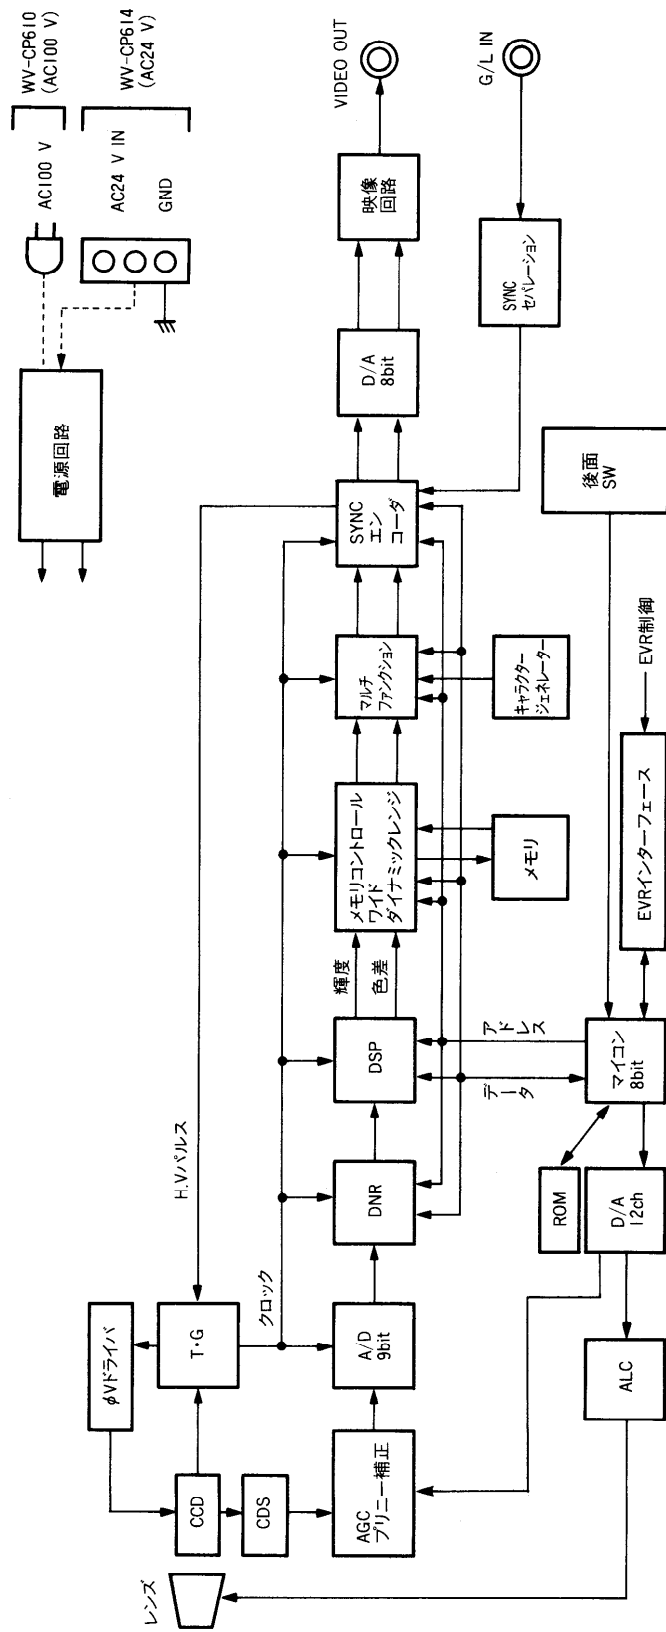 レンズ
φVドライバ
CCD
T・G
H.Vパルス
CDS
クロック
AGC
プリニー補正
A/D
9bit
DNR
DSP
輝度
色差
メモリコントロール
ワイド
ダイナミックレンジ
マルチ
ファンクション
SYNC
エン
コーダ
D/A
8bit
映像
回路
VIDEO OUT
G/L IN
SYNC
セパレーション
メモリ
キャラクター
ジェネレーター
データ
アドレス
ALC
D/A
12ch
ROM
マイコン
8bit
EVRインターフェース
EVR制御
後面
SW
電源回路
AC100 V
AC24 V IN
GND
WV-CP610
(AC100 V)
WV-CP614
(AC24 V)